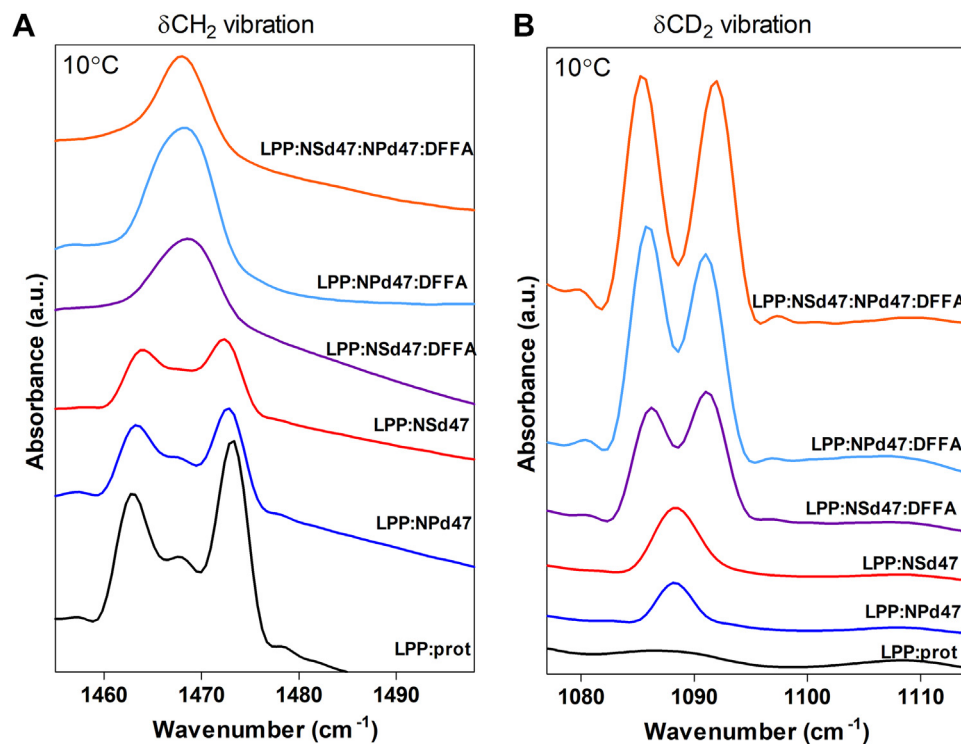 A
δCH₂ vibration
10°C
LPP:NSd47:NPd47:DFFA
LPP:NPd47:DFFA
LPP:NSd47:DFFA
LPP:NSd47
LPP:NPd47
LPP:prot
Absorbance (a.u.)
1460 1470 1480 1490
Wavenumber (cm⁻¹)
B
δCD₂ vibration
10°C
LPP:NSd47:NPd47:DFFA
LPP:NPd47:DFFA
LPP:NSd47:DFFA
LPP:NSd47
LPP:NPd47
LPP:prot
Absorbance (a.u.)
1080 1090 1100 1110
Wavenumber (cm⁻¹)